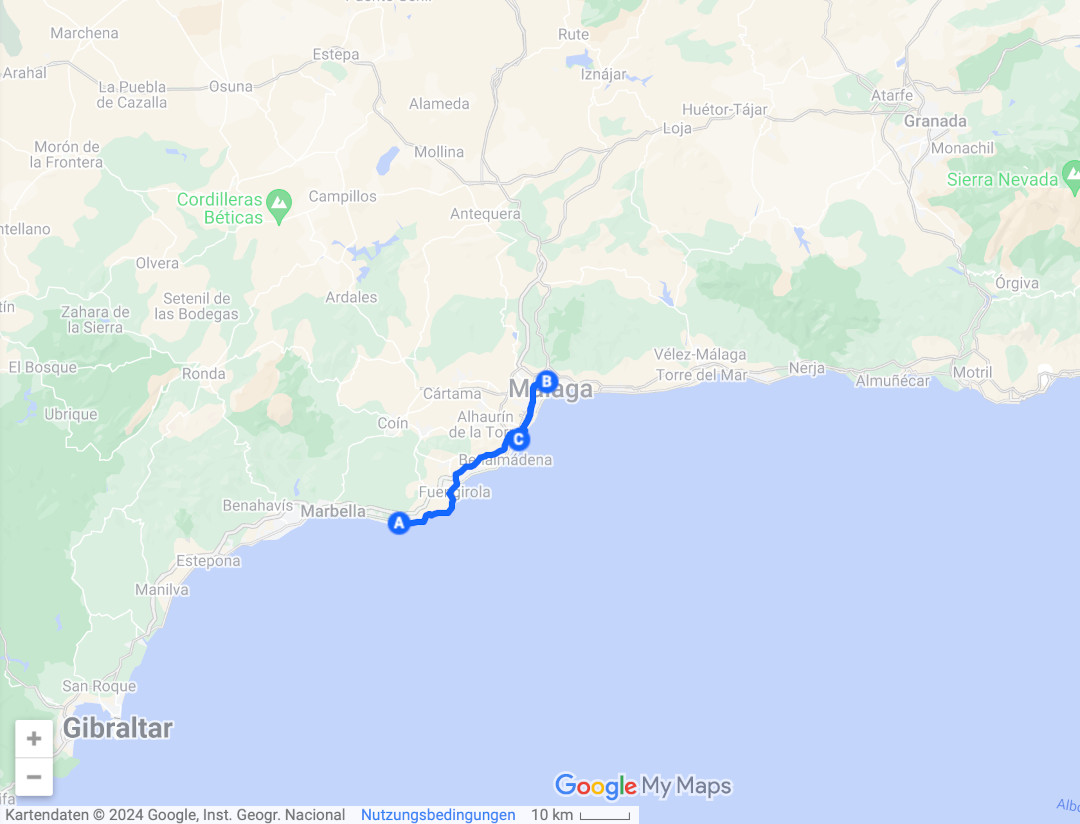 Marchena
Rute
Estepa
Arahal
Iznájar
La Puebla
de Cazalla
Osuna
Atarfe
Alameda
Huétor-Tájar
Granada
Loja
Morón de
la Frontera
Mollina
Monachil
Sierra Nevada
Cordilleras
Béticas
Campillos
Antequera
Olvera
Órgiva
Setenil de
las Bodegas
Ardales
Zahara de
la Sierra
El Bosque
Ronda
Vélez-Málaga
Nerja
Motril
Torre del Mar
Almuñécar
B
Málaga
Cártama
Ubrique
Coín
Alhaurín
de la Torre
C
Benalmádena
Fuengirola
Benahavís
Marbella
A
Estepona
Manilva
San Roque
Gibraltar
+
−
Google My Maps
Kartendaten © 2024 Google, Inst. Geogr. Nacional Nutzungsbedingungen 10 km